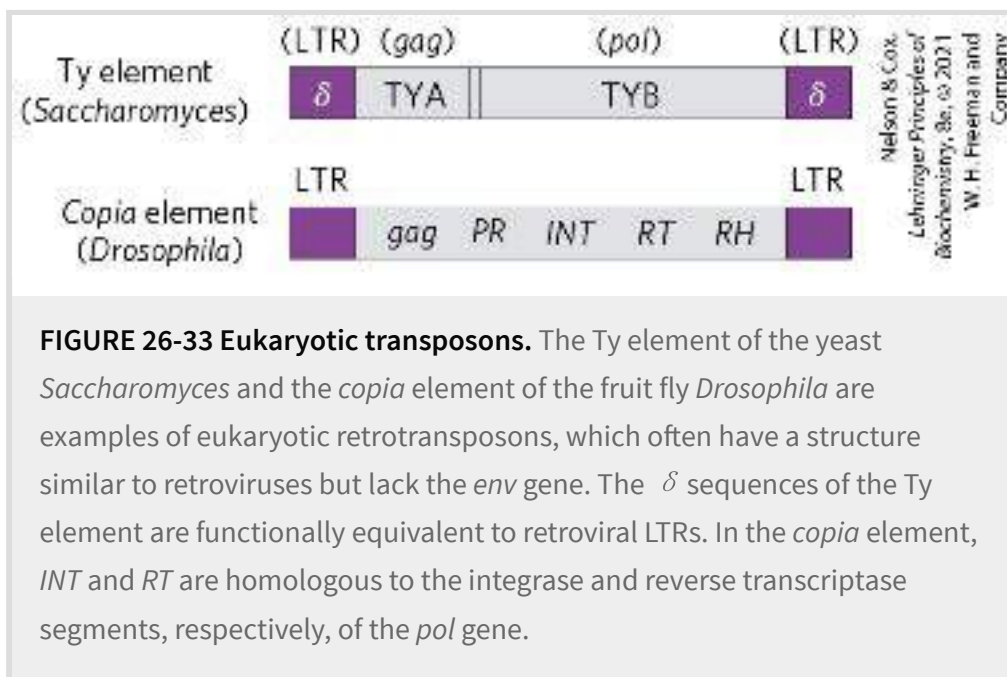 (LTR) (gag) (pol) (LTR)
Ty element
(Saccharomyces)
δ TYA TYB δ
LTR LTR
Copia element
(Drosophila)
gag PR INT RT RH
Nelson & Cox,
Lehninger Principles of
Biochemistry, 8e, © 2021
W. H. Freeman and
Company
FIGURE 26-33 Eukaryotic transposons. The Ty element of the yeast
Saccharomyces and the copia element of the fruit fly Drosophila are
examples of eukaryotic retrotransposons, which often have a structure
similar to retroviruses but lack the env gene. The δ sequences of the Ty
element are functionally equivalent to retroviral LTRs. In the copia element,
INT and RT are homologous to the integrase and reverse transcriptase
segments, respectively, of the pol gene.